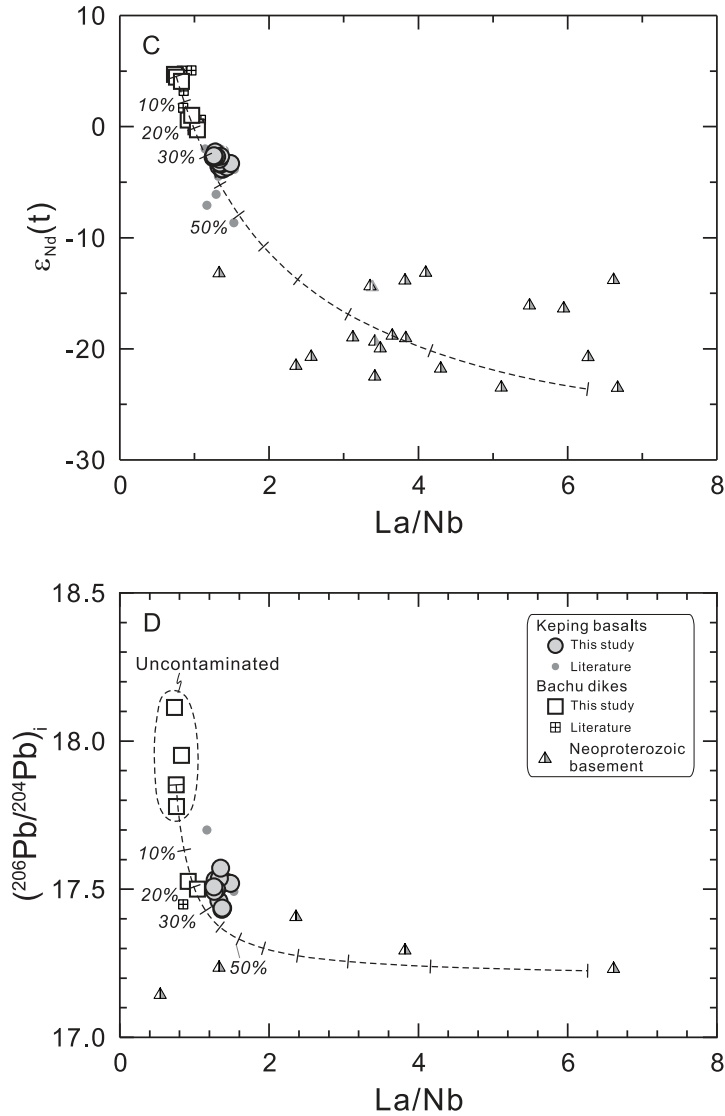 C
10
5
10%
0
20%
30%
-5
50%
-10
-20
-30
εNd(t)
0
2
4
6
8
La/Nb
18.5
D
Uncontaminated
Keping basalts
This study
Literature
Bachu dikes
This study
Literature
Neoproterozoic
basement
18.0
10%
17.5
20%
30%
50%
17.0
(206Pb/204Pb)i
0
2
4
6
8
La/Nb